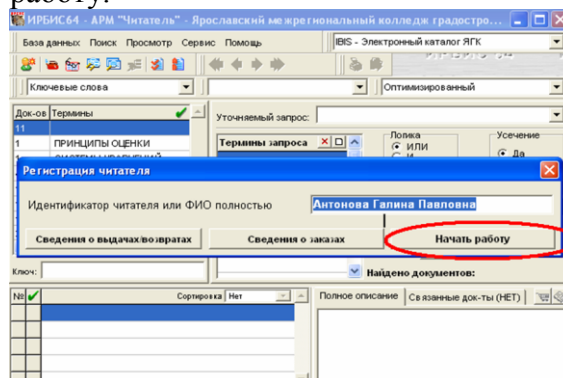 работу.
ИРБИС64 - АРМ "Читатель" - Ярославский межрегиональный колледж градостро...
База данных Поиск Просмотр Сервис Помощь
IBIS - Электронный каталог ЯГК
Ключевые слова
Оптимизированный
Док-ов Термины
Уточняемый запрос:
11
1 ПРИНЦИПЫ ОЦЕНКИ
Термины запроса
Логика
ИЛИ
Усечение
Да
Регистрация читателя
Идентификатор читателя или ФИО полностью
Антонова Галина Павловна
Сведения о выдачах/возвратах
Сведения о заказах
Начать работу
Ключ:
Найдено документов:
№
Сортировка Нет
Полное описание
Связанные док-ты (НЕТ)